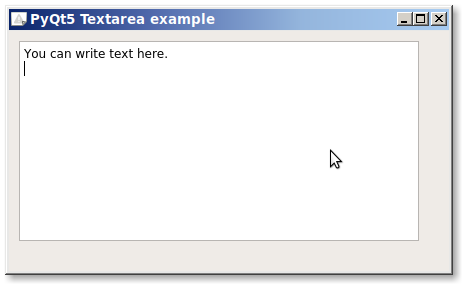 PyQt5 Textarea example
You can write text here.